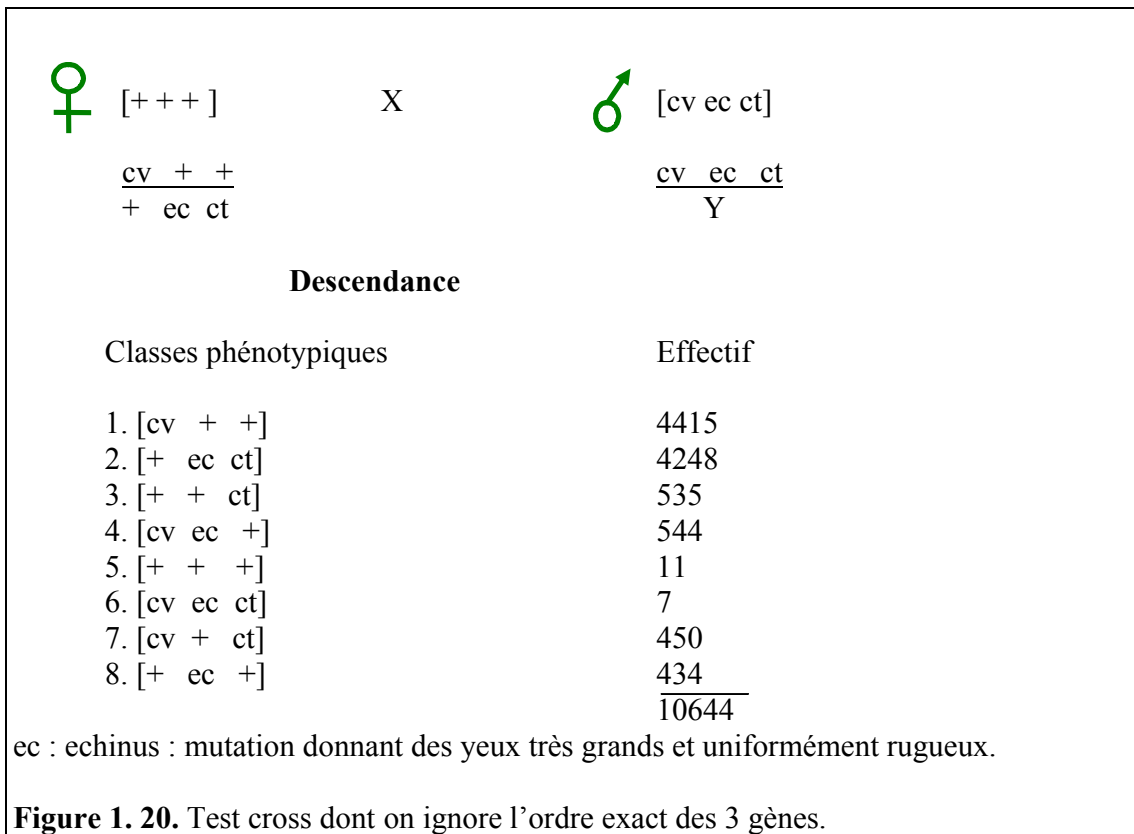 [+ + + ] X [cv ec ct]
cv + + cv ec ct
+ ec ct Y
Descendance
Classes phénotypiques Effectif
1. [cv + +] 4415
2. [+ ec ct] 4248
3. [+ + ct] 535
4. [cv ec +] 544
5. [+ + +] 11
6. [cv ec ct] 7
7. [cv + ct] 450
8. [+ ec +] 434
10644
ec : echinus : mutation donnant des yeux très grands et uniformément rugueux.
Figure 1. 20. Test cross dont on ignore l’ordre exact des 3 gènes.